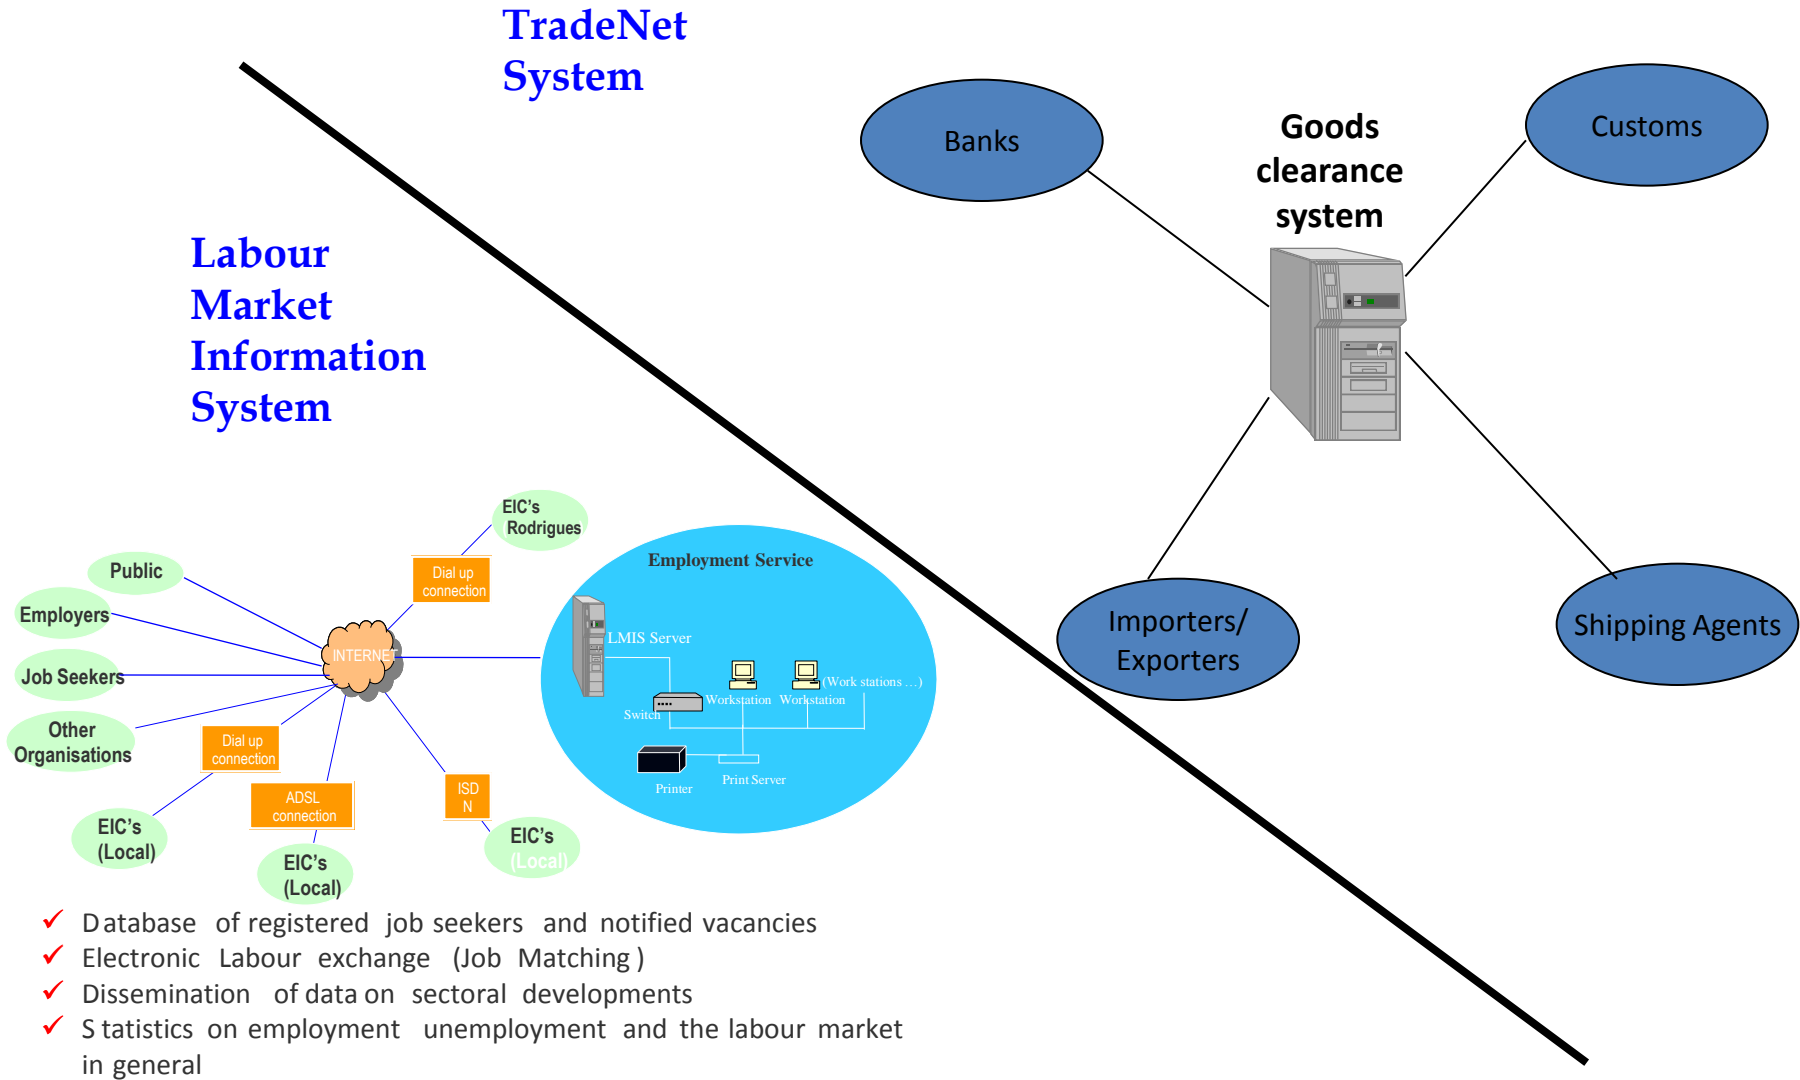 TradeNet
System
Banks
Goods
clearance
system
Customs
Importers/
Exporters
Shipping Agents
Labour
Market
Information
System
EIC's
Rodrigues
Dial up
connection
Public
Employers
Job Seekers
Other
Organisations
INTERNET
Dial up
connection
ADSL
connection
ISD
N
EIC's
(Local)
EIC's
(Local)
EIC's
(Local)
Employment Service
LMIS Server
Switch
Workstation
Workstation
(Work stations …)
Printer
Print Server
✓ Database of registered job seekers and notified vacancies
✓ Electronic Labour exchange (Job Matching)
✓ Dissemination of data on sectoral developments
✓ Statistics on employment unemployment and the labour market
in general